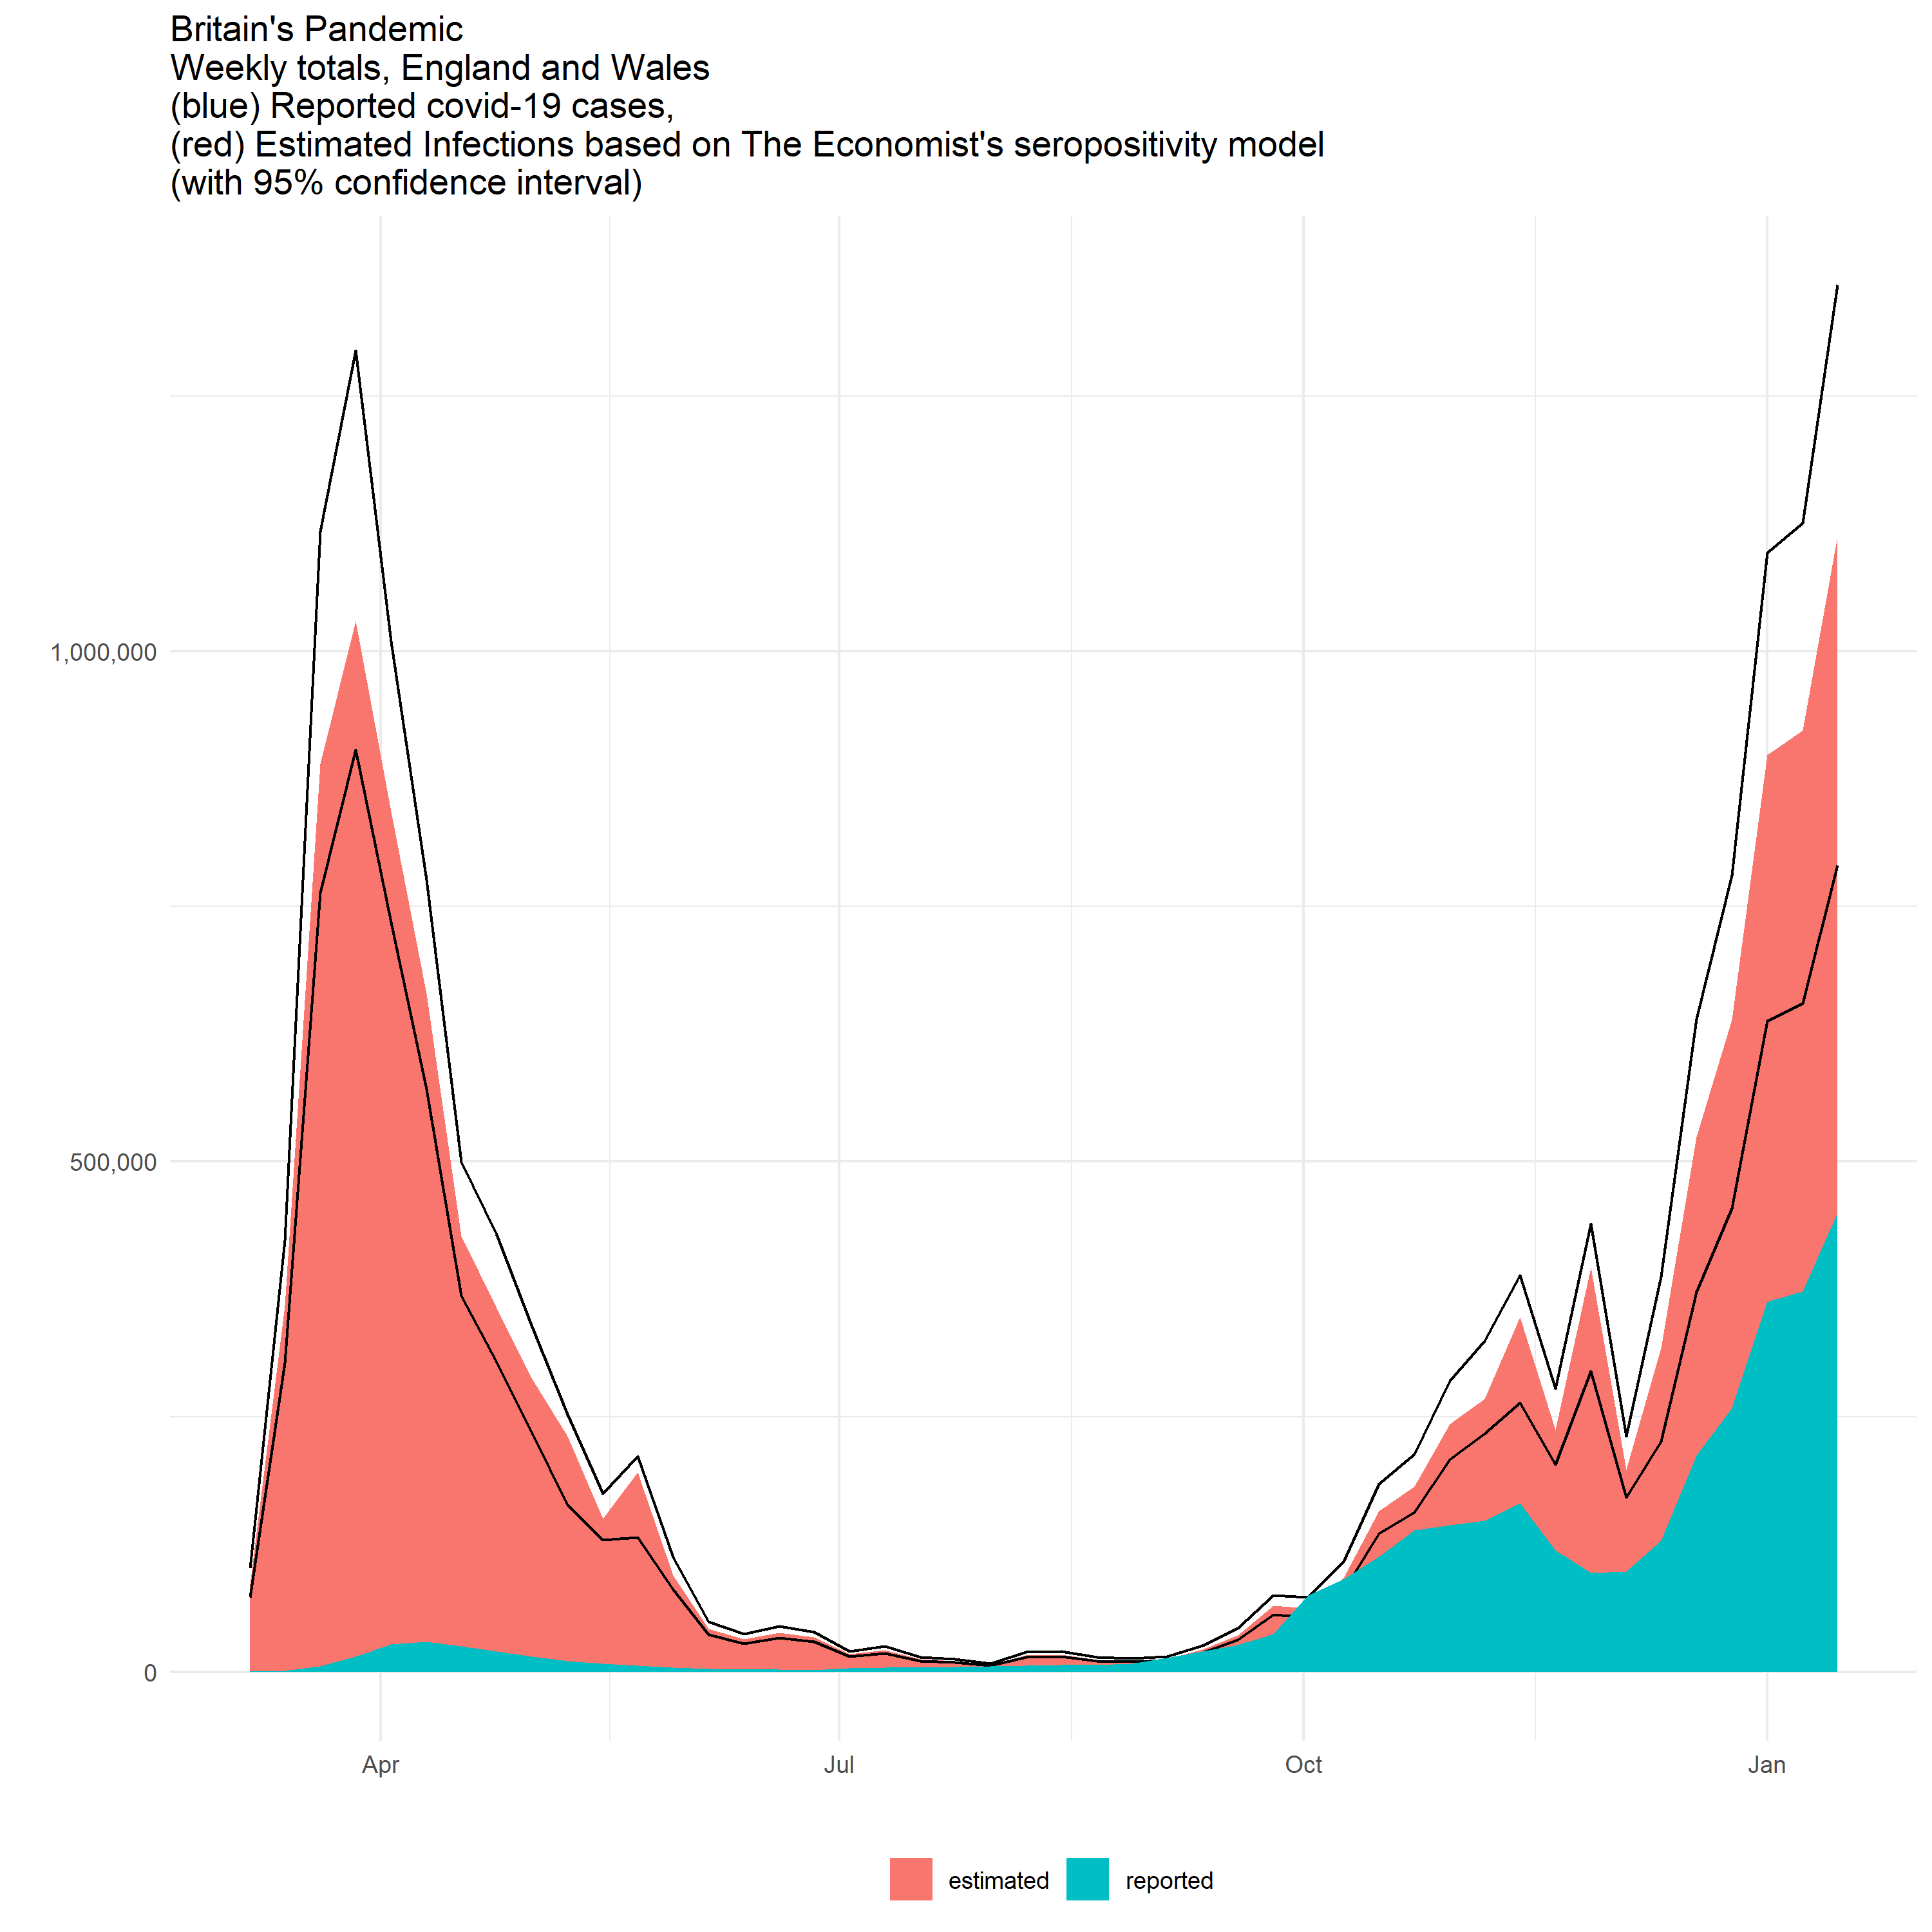 Britain's Pandemic
Weekly totals, England and Wales
(blue) Reported covid-19 cases,
(red) Estimated Infections based on The Economist's seropositivity model
(with 95% confidence interval)
1,000,000
500,000
0
Apr Jul Oct Jan
estimated reported